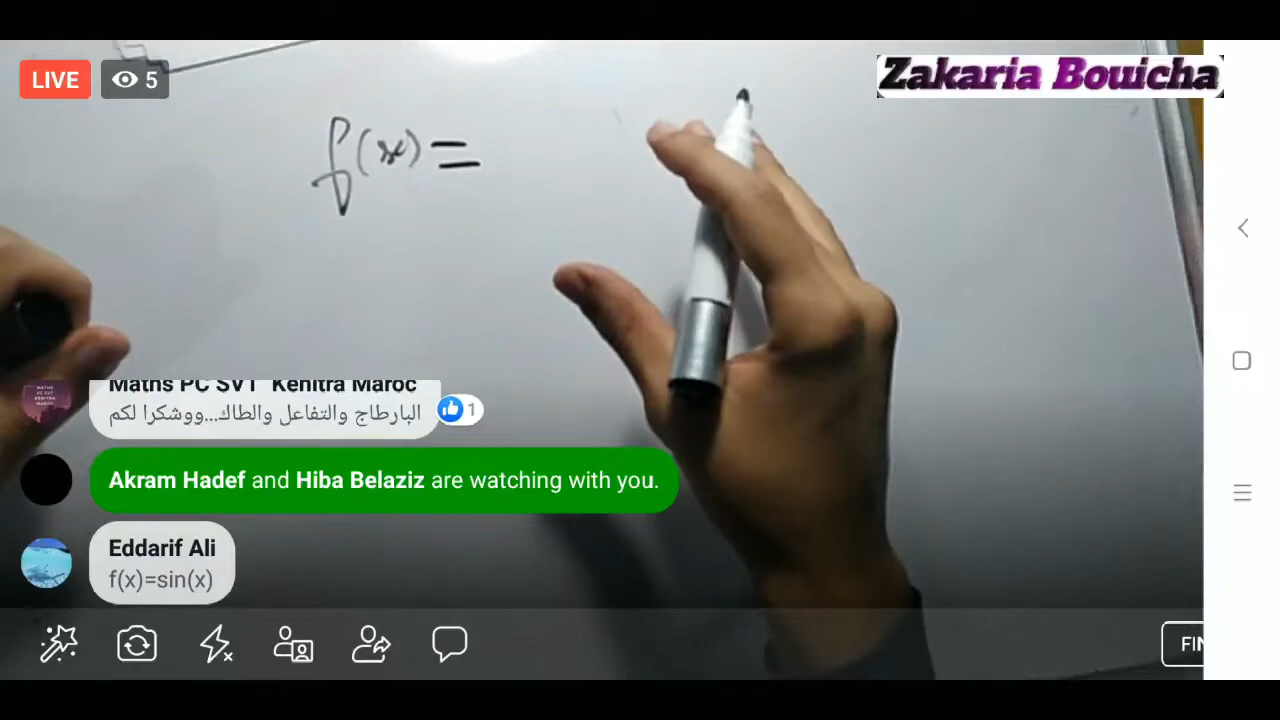 LIVE
5
Zakaria Bouicha
f(x)=
Maths PC SVT Kenitra Maroc
البارطاج والتفاعل والطاك...ووشكرا لكم
1
Akram Hadef and Hiba Belaziz are watching with you.
Eddarif Ali
f(x)=sin(x)
FIN